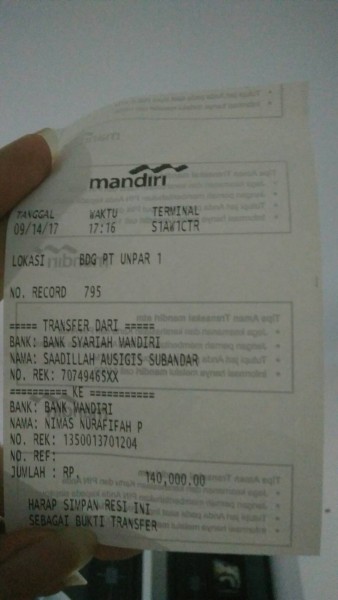 mandiri
TANGGAL WAKTU TERMINAL
09/14/17 17:16 S1AW1CTR
LOKASI BDG PT UNPAR 1
NO. RECORD 795
===== TRANSFER DARI =====
BANK: BANK SYARIAH MANDIRI
NAMA: SAADILLAH AUSIGIS SUBANDAR
NO. REK: 70749465XX
========== KE ===========
BANK: BANK MANDIRI
NAMA: NIMAS NURAFIFAH P
NO. REK: 1350013701204
NO. REF:
JUMLAH : RP. 140,000.00
HARAP SIMPAN RESI INI
SEBAGAI BUKTI TRANSFER